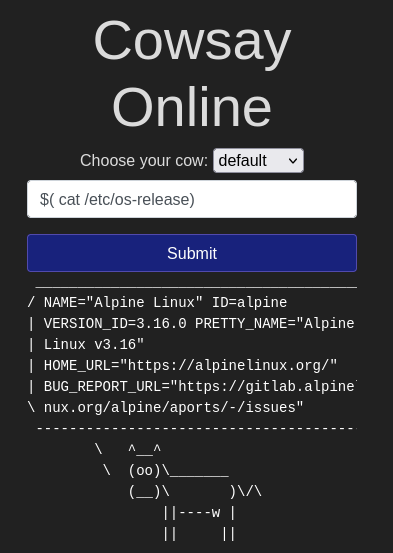 Cowsay
Online
Choose your cow: default
$( cat /etc/os-release)
Submit
 ________________________________________
/ NAME="Alpine Linux" ID=alpine
| VERSION_ID=3.16.0 PRETTY_NAME="Alpine
| Linux v3.16"
| HOME_URL="https://alpinelinux.org/"
| BUG_REPORT_URL="https://gitlab.alpinel
\ nux.org/alpine/aports/-/issues"
 ----------------------------------------
        \   ^__^
         \  (oo)\_______
            (__)\       )\/\
                ||----w |
                ||     ||